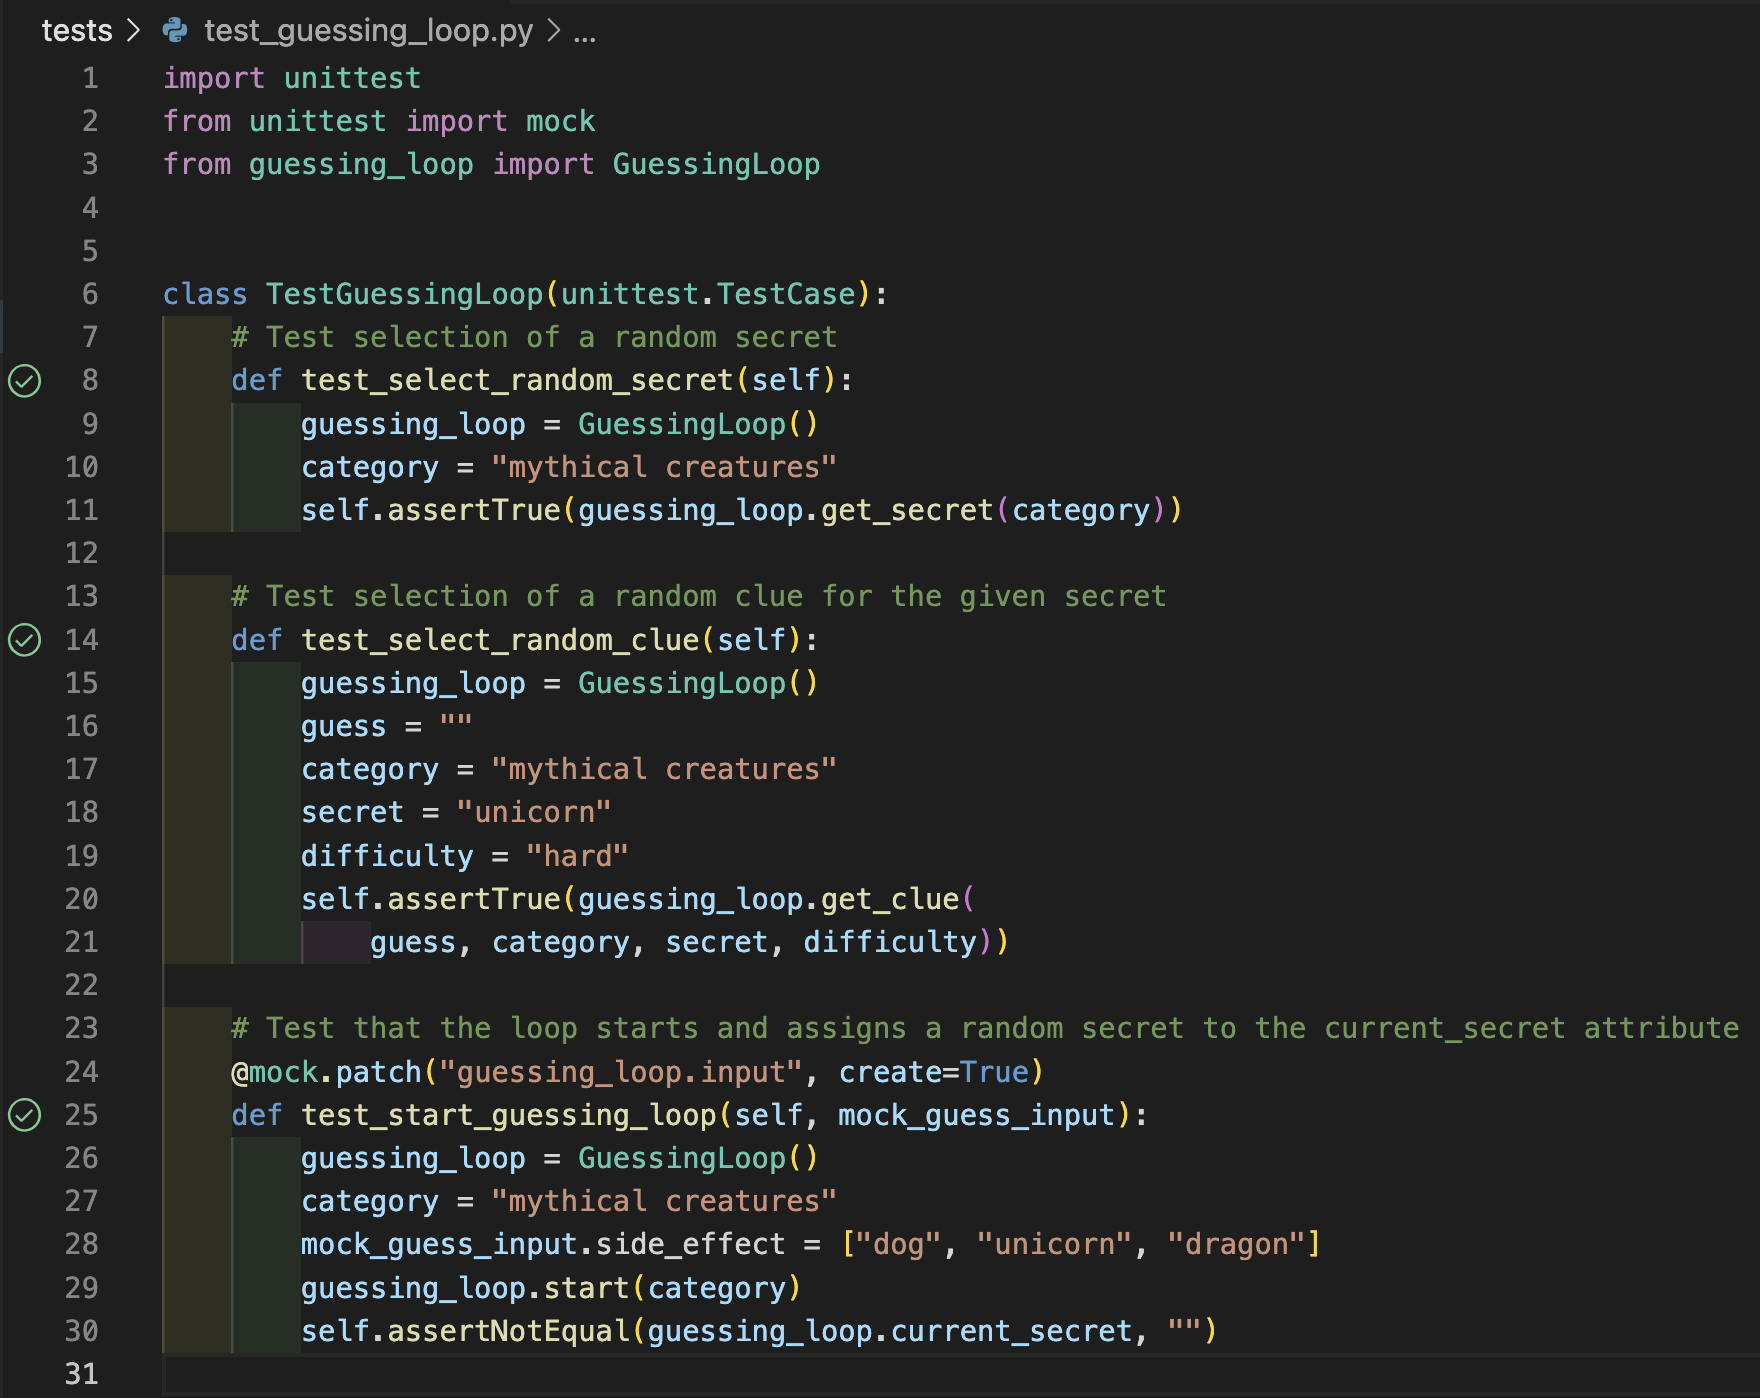 tests > test_guessing_loop.py > ...
1 import unittest
2 from unittest import mock
3 from guessing_loop import GuessingLoop
4
5
6 class TestGuessingLoop(unittest.TestCase):
7     # Test selection of a random secret
8     def test_select_random_secret(self):
9         guessing_loop = GuessingLoop()
10         category = "mythical creatures"
11         self.assertTrue(guessing_loop.get_secret(category))
12
13     # Test selection of a random clue for the given secret
14     def test_select_random_clue(self):
15         guessing_loop = GuessingLoop()
16         guess = ""
17         category = "mythical creatures"
18         secret = "unicorn"
19         difficulty = "hard"
20         self.assertTrue(guessing_loop.get_clue(
21             guess, category, secret, difficulty))
22
23     # Test that the loop starts and assigns a random secret to the current_secret attribute
24     @mock.patch("guessing_loop.input", create=True)
25     def test_start_guessing_loop(self, mock_guess_input):
26         guessing_loop = GuessingLoop()
27         category = "mythical creatures"
28         mock_guess_input.side_effect = ["dog", "unicorn", "dragon"]
29         guessing_loop.start(category)
30         self.assertNotEqual(guessing_loop.current_secret, "")
31